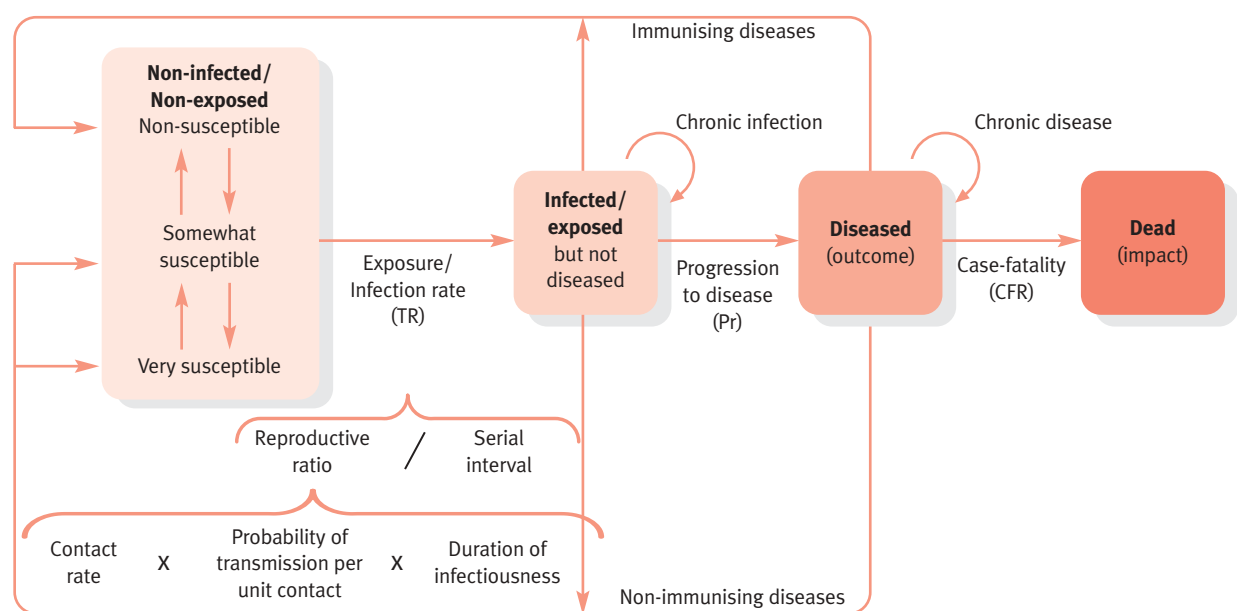 Immunising diseases
Non-infected/
Non-exposed
Non-susceptible
Somewhat
susceptible
Very susceptible
Exposure/
Infection rate
(TR)
Chronic infection
Infected/
exposed
but not
diseased
Progression
to disease
(Pr)
Chronic disease
Diseased
(outcome)
Case-fatality
(CFR)
Dead
(impact)
Reproductive
ratio
/
Serial
interval
Contact
rate
X
Probability of
transmission per
unit contact
X
Duration of
infectiousness
Non-immunising diseases